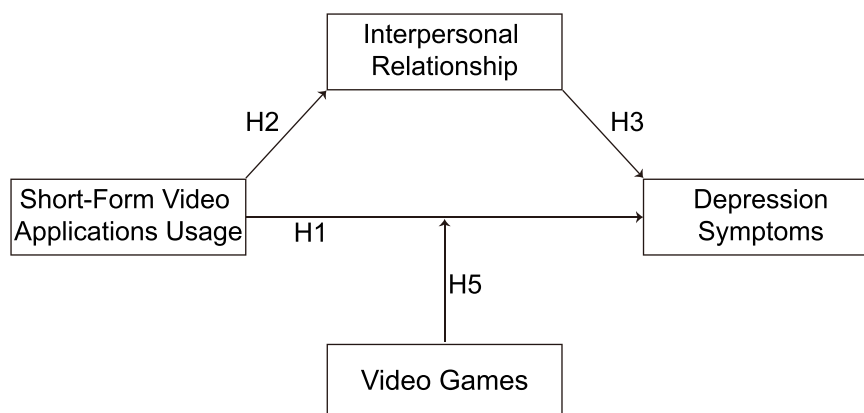 Interpersonal
Relationship
H2
H3
Short-Form Video
Applications Usage
Depression
Symptoms
H1
H5
Video Games